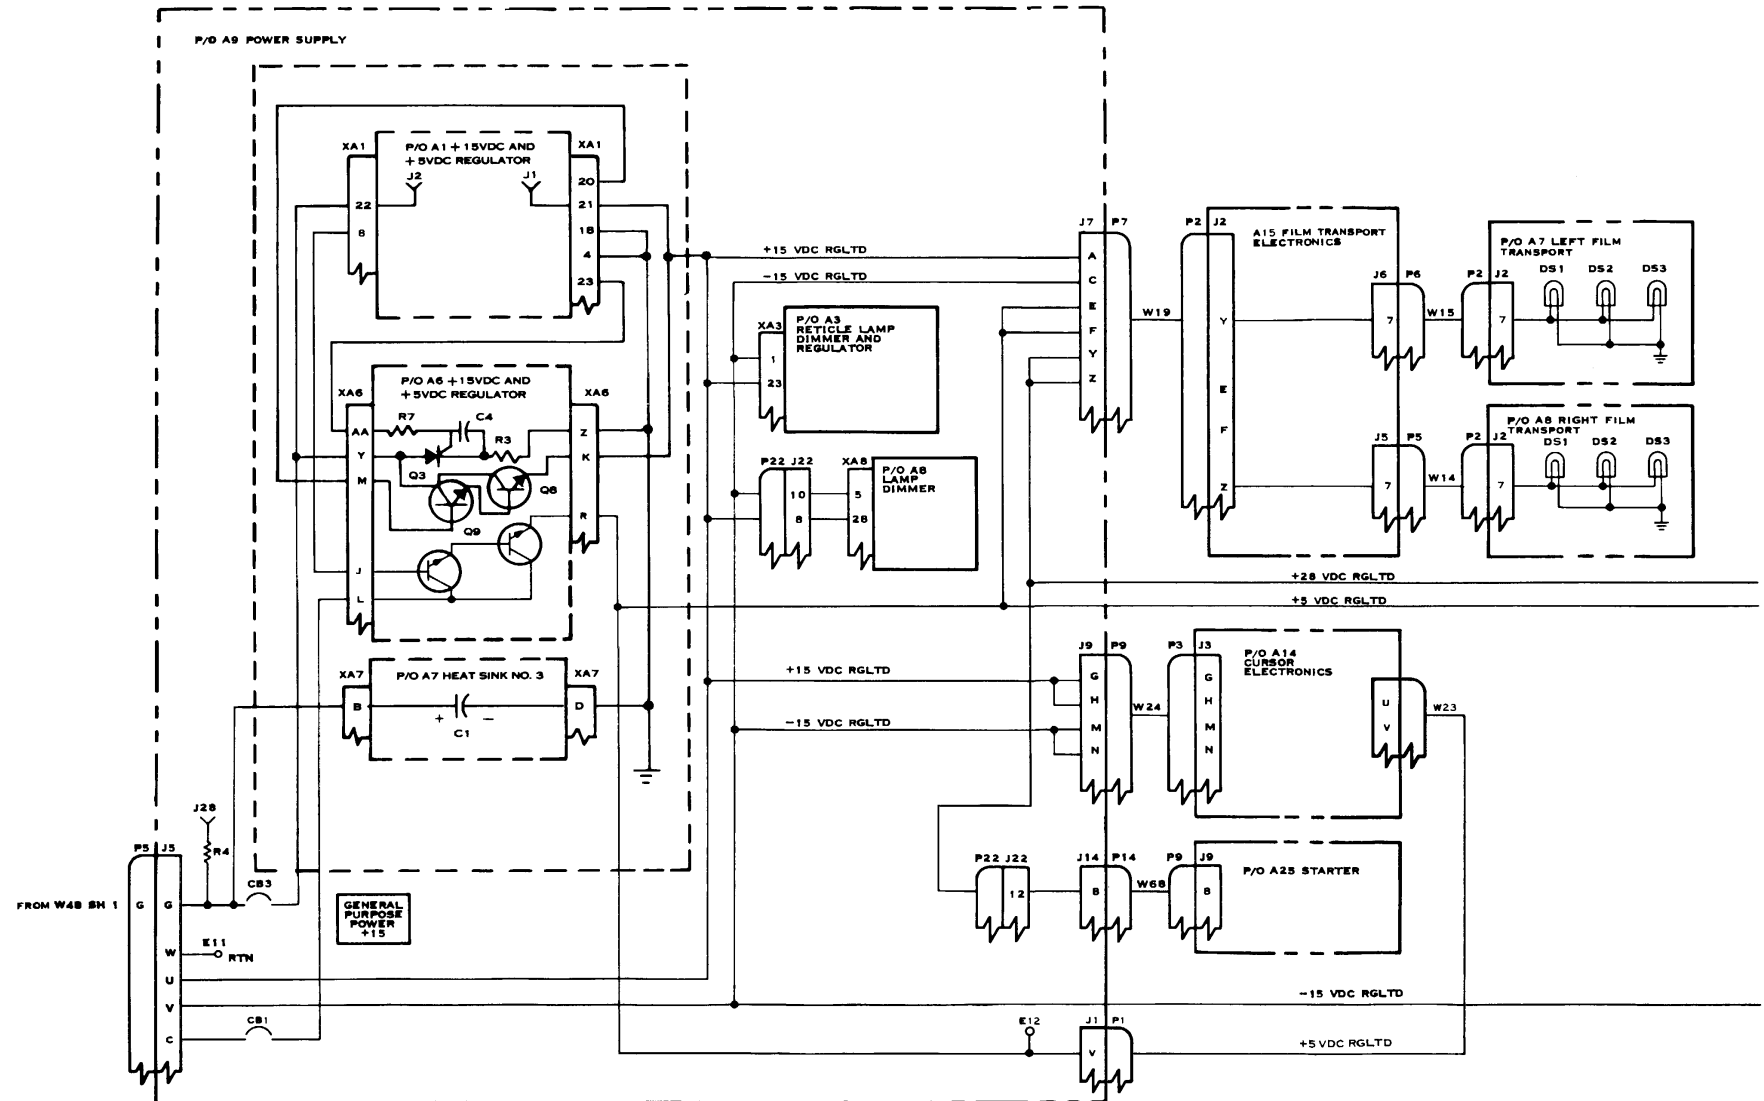 P/O A9 POWER SUPPLY
XA1
P/O A1 +15VDC AND
+5VDC REGULATOR
XA1
J2
J1
20
22
21
8
18
4
23
P/O A6 +15VDC AND
+5VDC REGULATOR
XA6
XA6
R7
C4
R3
AA
Y
M
J
L
Z
K
R
Q3
Q8
Q9
XA7
P/O A7 HEAT SINK NO. 3
XA7
B
+
–
C1
D
J28
R4
P5
J5
CB3
FROM W48 SH 1
G
G
E11
W
RTN
U
V
CB1
C
GENERAL
PURPOSE
POWER
+15
+15 VDC RGLTD
–15 VDC RGLTD
XA3
P/O A3
RETICLE LAMP
DIMMER AND
REGULATOR
1
23
P22
J22
XA8
P/O A8
LAMP
DIMMER
10
5
8
28
J7
P7
A
C
E
F
Y
Z
W19
P2
J2
A15 FILM TRANSPORT
ELECTRONICS
Y
E
F
Z
J6
P6
7
W15
P2
J2
7
P/O A7 LEFT FILM
TRANSPORT
DS1
DS2
DS3
J5
P5
7
W14
P2
J2
7
P/O A8 RIGHT FILM
TRANSPORT
DS1
DS2
DS3
+28 VDC RGLTD
+5 VDC RGLTD
+15 VDC RGLTD
–15 VDC RGLTD
J9
P9
G
H
M
N
W24
P3
J3
G
H
M
N
P/O A14
CURSOR
ELECTRONICS
U
V
W23
P22
J22
12
J14
P14
8
W68
P9
J9
8
P/O A25 STARTER
–15 VDC RGLTD
E12
J1
P1
V
+5 VDC RGLTD